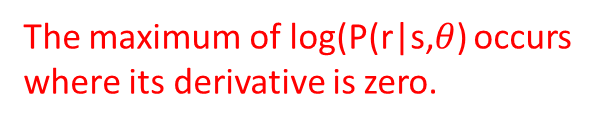 The maximum of log(P(r|s,θ) occurs
where its derivative is zero.